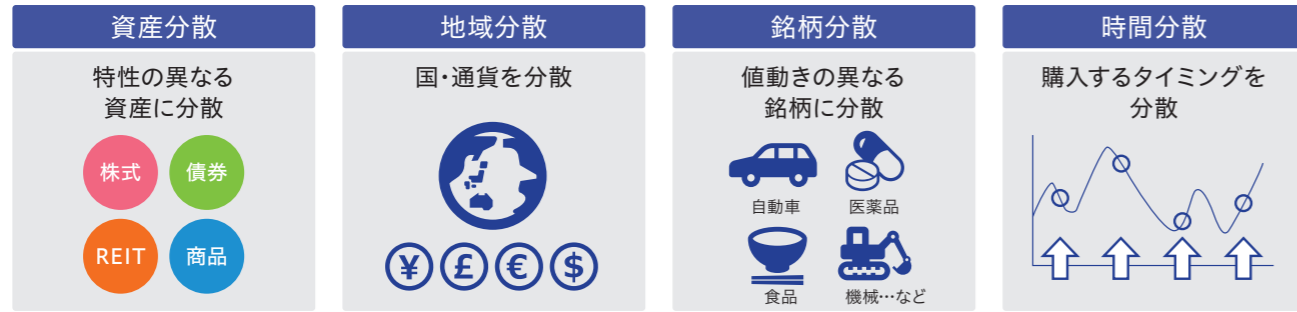 資産分散
特性の異なる
資産に分散
株式
債券
REIT
商品
地域分散
国・通貨を分散
¥ £ € $
銘柄分散
値動きの異なる
銘柄に分散
自動車
医薬品
食品
機械…など
時間分散
購入するタイミングを
分散